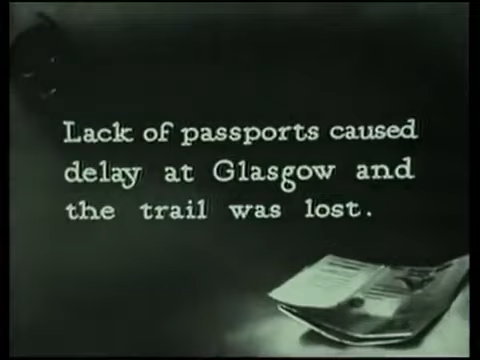 Lack of passports caused
delay at Glasgow and
the trail was lost.